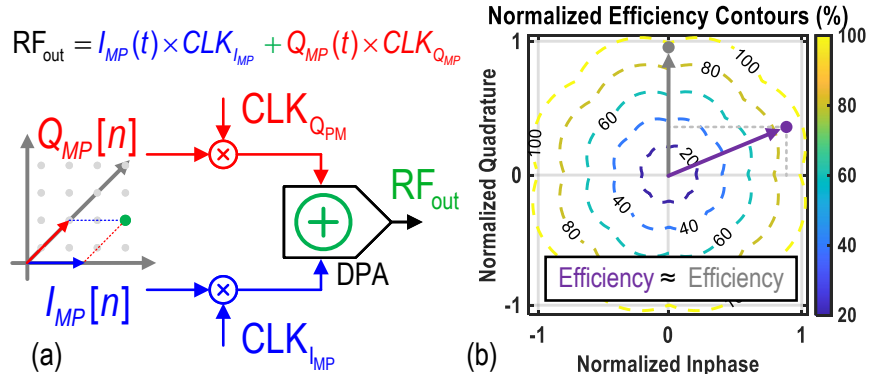 RFout = IMP(t)×CLKIMP + QMP(t)×CLKQMP
CLKQPM
QMP[n]
RFout
DPA
IMP[n]
CLKIMP
(a)
Normalized Efficiency Contours (%)
Normalized Quadrature
1
0
-1
100
100
80
60
20
40
40
60
80
Efficiency ≈ Efficiency
-1
0
1
Normalized Inphase
100
80
60
40
20
(b)